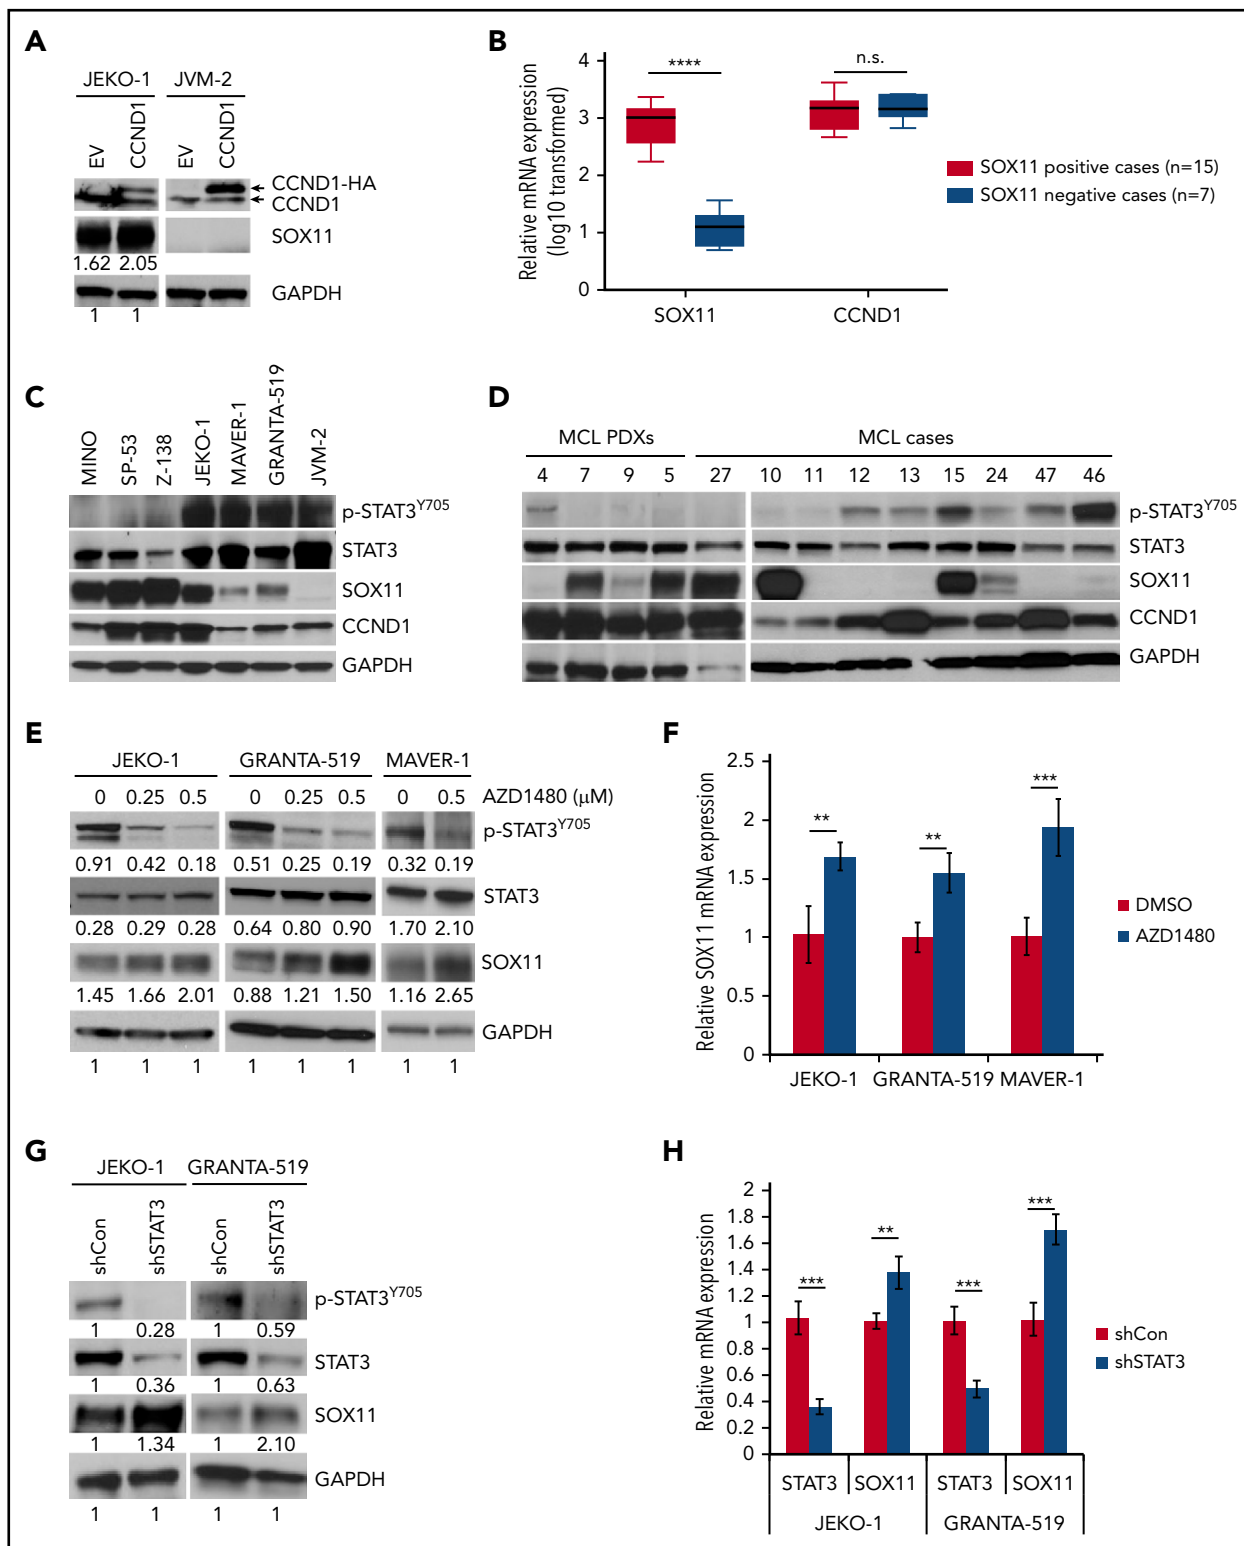 A
JEKO-1 JVM-2
EV CCND1 EV CCND1
CCND1-HA
CCND1
SOX11
1.62 2.05
GAPDH
1 1
B
Relative mRNA expression
(log10 transformed)
4
3
2
1
0
**** n.s.
SOX11 CCND1
SOX11 positive cases (n=15)
SOX11 negative cases (n=7)
C
MINO SP-53 Z-138 JEKO-1 MAVER-1 GRANTA-519 JVM-2
p-STAT3Y705
STAT3
SOX11
CCND1
GAPDH
D
MCL PDXs MCL cases
4 7 9 5 27 10 11 12 13 15 24 47 46
p-STAT3Y705
STAT3
SOX11
CCND1
GAPDH
E
JEKO-1 GRANTA-519 MAVER-1
0 0.25 0.5 0 0.25 0.5 0 0.5 AZD1480 (μM)
p-STAT3Y705
0.91 0.42 0.18 0.51 0.25 0.19 0.32 0.19
STAT3
0.28 0.29 0.28 0.64 0.80 0.90 1.70 2.10
SOX11
1.45 1.66 2.01 0.88 1.21 1.50 1.16 2.65
GAPDH
1 1 1 1 1 1 1 1
F
Relative SOX11 mRNA expression
2.5
2
1.5
1
0.5
0
** ** ***
JEKO-1 GRANTA-519 MAVER-1
DMSO
AZD1480
G
JEKO-1 GRANTA-519
shCon shSTAT3 shCon shSTAT3
p-STAT3Y705
1 0.28 1 0.59
STAT3
1 0.36 1 0.63
SOX11
1 1.34 1 2.10
GAPDH
1 1 1 1
H
Relative mRNA expression
2
1.8
1.6
1.4
1.2
1
0.8
0.6
0.4
0.2
0
*** ** *** ***
STAT3 SOX11 STAT3 SOX11
JEKO-1 GRANTA-519
shCon
shSTAT3